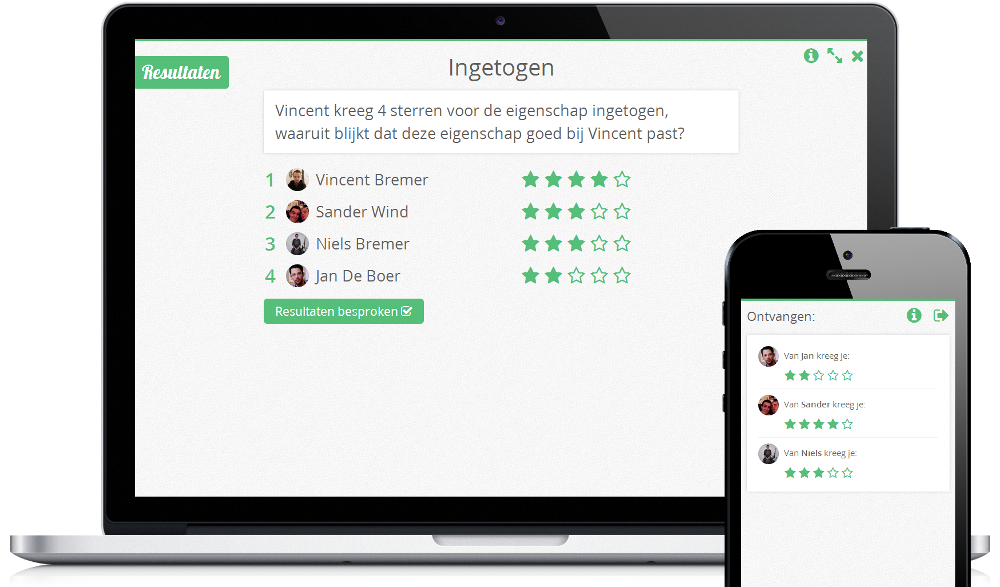 Resultaten
Ingetogen
Vincent kreeg 4 sterren voor de eigenschap ingetogen,
waaruit blijkt dat deze eigenschap goed bij Vincent past?
1 Vincent Bremer
2 Sander Wind
3 Niels Bremer
4 Jan De Boer
Resultaten besproken
Ontvangen:
Van Jan kreeg je:
Van Sander kreeg je:
Van Niels kreeg je: